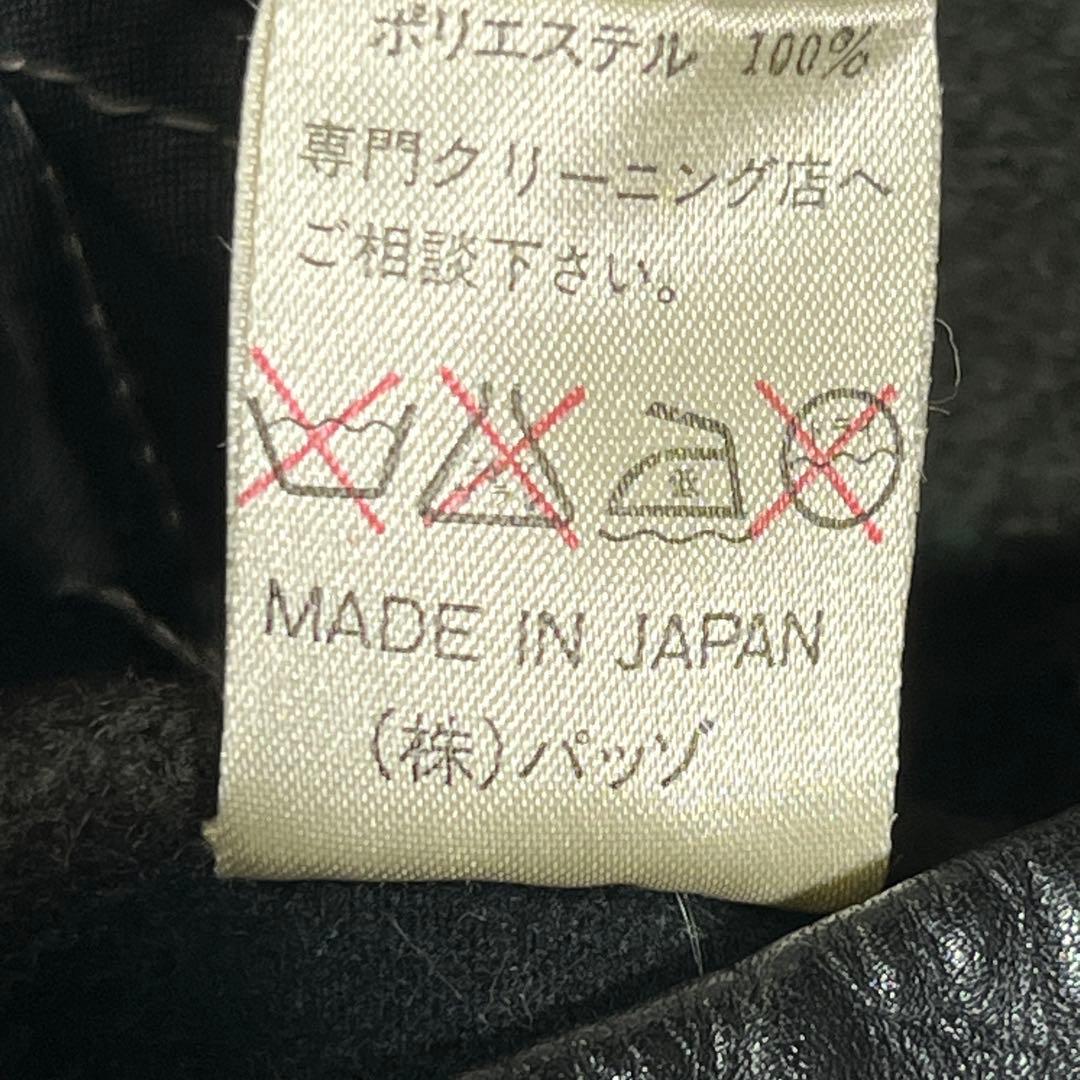 ポリエステル 100%
専門クリーニング店へ
ご相談下さい。
低
MADE IN JAPAN
(株)パッゾ